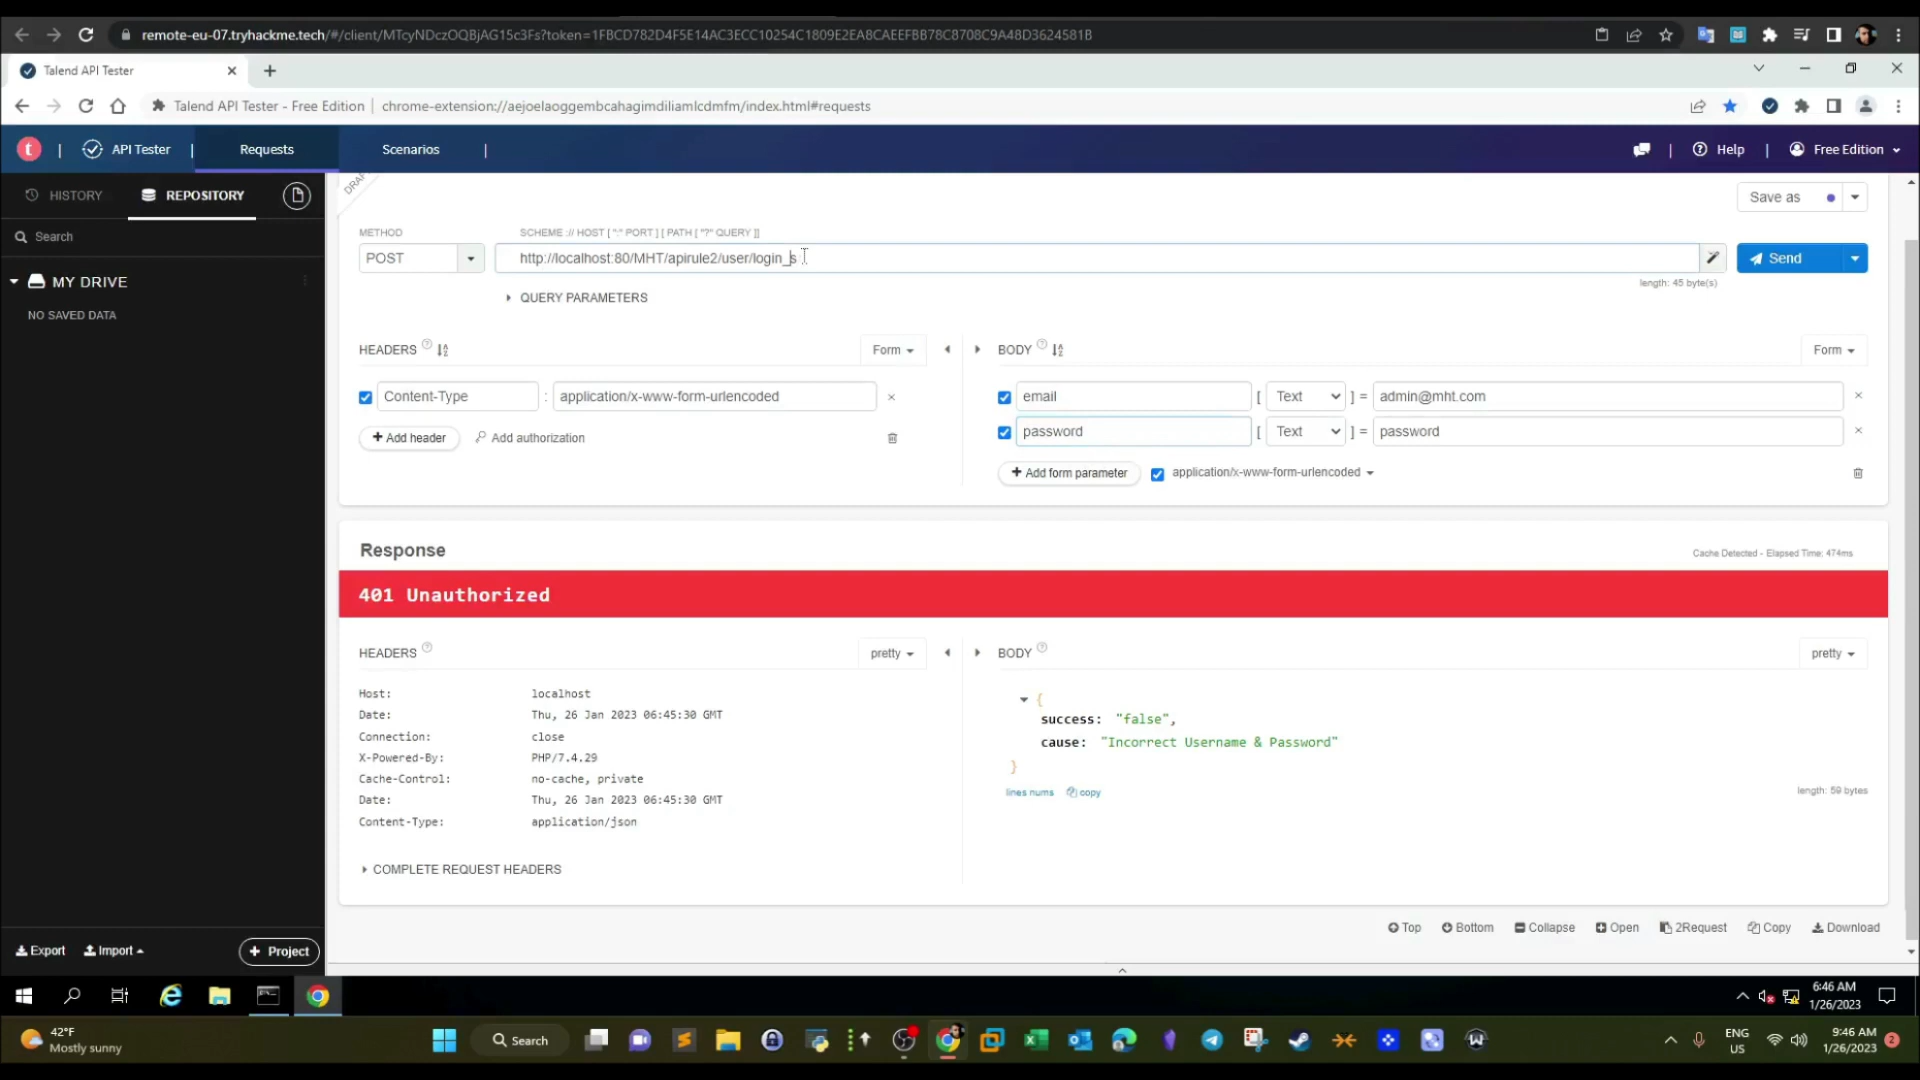 remote-eu-07.tryhackme.tech/#/client/MTcyNDczOQBjAG15c3Fs?token=1FBCD782D4F5E14AC3ECC10254C1809E2EA8CAEEFBB78C8708C9A48D3624581B
Talend API Tester
Talend API Tester - Free Edition | chrome-extension://aejoelaoggembcahagimdiliamlcdmfm/index.html#requests
t | API Tester | Requests Scenarios | | Help | Free Edition
HISTORY REPOSITORY
Search
MY DRIVE
NO SAVED DATA
Save as
METHOD SCHEME :// HOST [ ":" PORT ] [ PATH [ "?" QUERY ]]
POST http://localhost:80/MHT/apirule2/user/login_s Send
length: 45 byte(s)
QUERY PARAMETERS
HEADERS Form BODY Form
Content-Type : application/x-www-form-urlencoded email [ Text ] = admin@mht.com
password [ Text ] = password
+ Add header Add authorization
+ Add form parameter application/x-www-form-urlencoded
Response
Cache Detected - Elapsed Time: 474ms
401 Unauthorized
HEADERS pretty BODY pretty
Host: localhost
Date: Thu, 26 Jan 2023 06:45:30 GMT
Connection: close
X-Powered-By: PHP/7.4.29
Cache-Control: no-cache, private
Date: Thu, 26 Jan 2023 06:45:30 GMT
Content-Type: application/json
{
success: "false",
cause: "Incorrect Username & Password"
}
lines nums copy length: 59 bytes
COMPLETE REQUEST HEADERS
Top Bottom Collapse Open 2Request Copy Download
Export Import + Project
6:46 AM
1/26/2023
42°F
Mostly sunny
Search
ENG
US
9:46 AM
1/26/2023
2